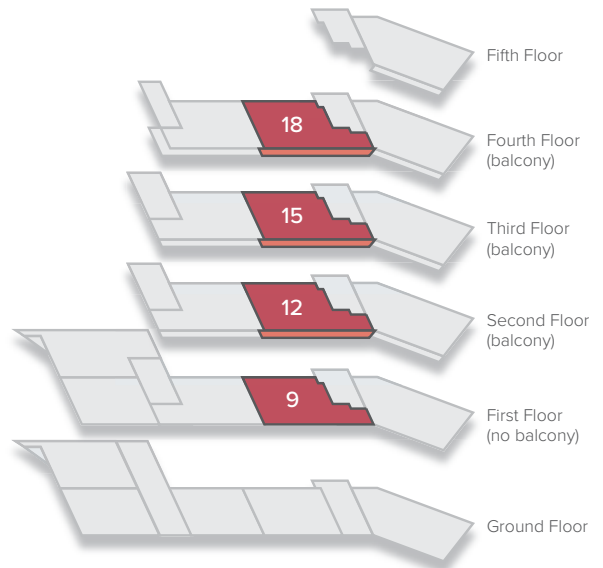 Fifth Floor
18
Fourth Floor
(balcony)
15
Third Floor
(balcony)
12
Second Floor
(balcony)
9
First Floor
(no balcony)
Ground Floor